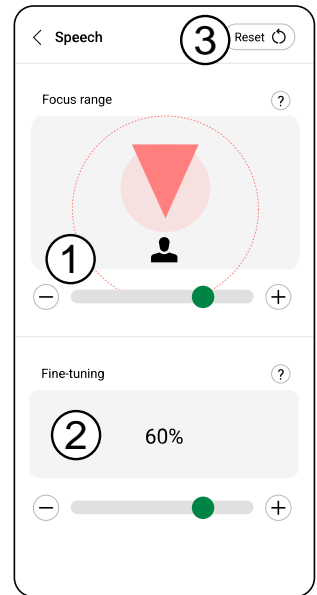 Speech
3
Reset
Focus range
?
1
Fine-tuning
?
2
60%